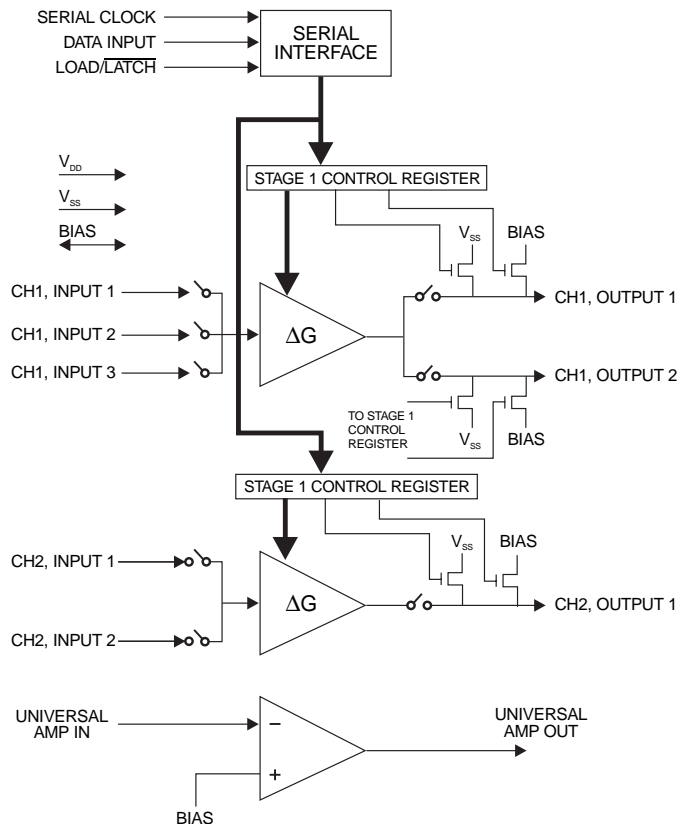 SERIAL CLOCK
DATA INPUT
LOAD/LATCH
SERIAL
INTERFACE
VDD
VSS
BIAS
STAGE 1 CONTROL REGISTER
VSS
BIAS
CH1, INPUT 1
CH1, INPUT 2
CH1, INPUT 3
ΔG
CH1, OUTPUT 1
CH1, OUTPUT 2
TO STAGE 1
CONTROL
REGISTER
VSS
BIAS
STAGE 1 CONTROL REGISTER
VSS
BIAS
CH2, INPUT 1
CH2, INPUT 2
ΔG
CH2, OUTPUT 1
UNIVERSAL
AMP IN
−
+
BIAS
UNIVERSAL
AMP OUT